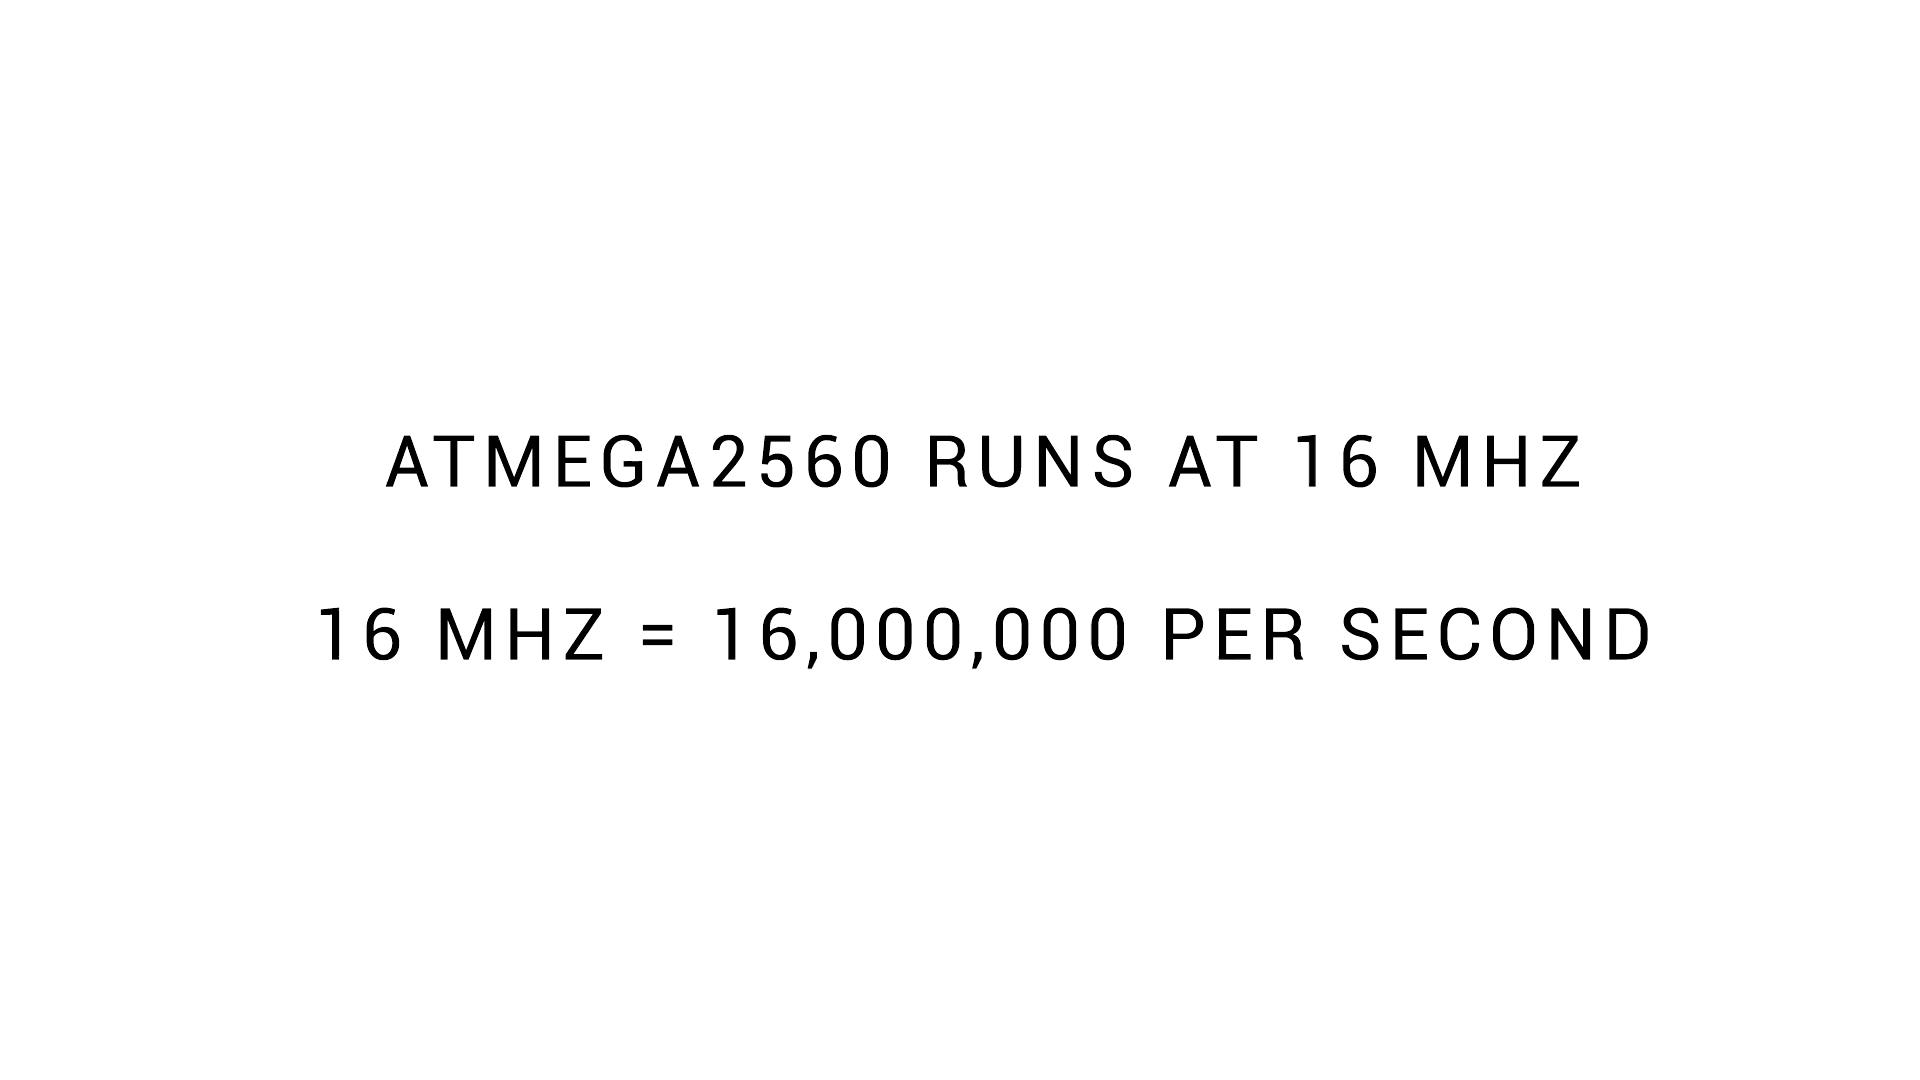 ATMEGA2560 RUNS AT 16 MHZ
16 MHZ = 16,000,000 PER SECOND